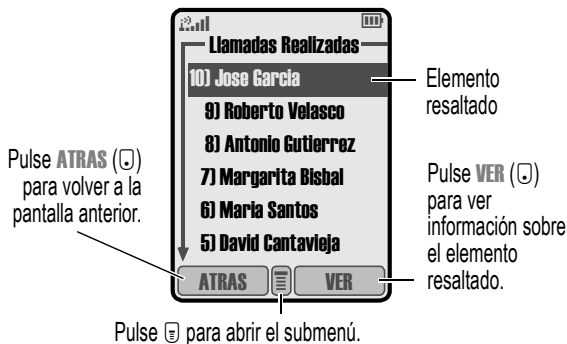 Llamadas Realizadas
10) Jose Garcia
9) Roberto Velasco
8) Antonio Gutierrez
7) Margarita Bisbal
6) Maria Santos
5) David Cantavieja
ATRAS
VER
Elemento
resaltado
Pulse ATRAS ( )
para volver a la
pantalla anterior.
Pulse VER ( )
para ver
información sobre
el elemento
resaltado.
Pulse para abrir el submenú.